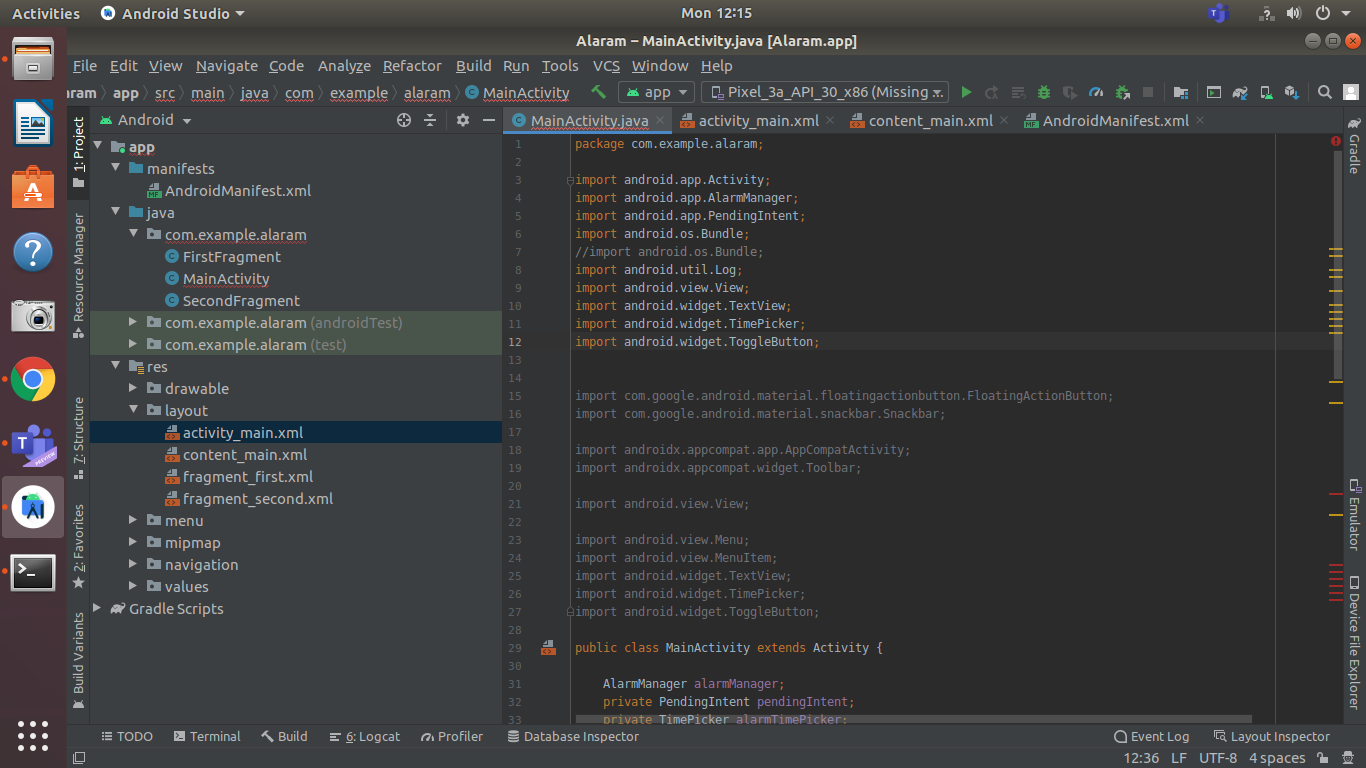 Activities Android Studio Mon 12:15
Alaram – MainActivity.java [Alaram.app]
File Edit View Navigate Code Analyze Refactor Build Run Tools VCS Window Help
aram app src main java com example alaram MainActivity app Pixel_3a_API_30_x86 (Missing
Android
MainActivity.java activity_main.xml content_main.xml AndroidManifest.xml
1: Project
Resource Manager
7: Structure
2: Favorites
Build Variants
app
manifests
AndroidManifest.xml
java
com.example.alaram
FirstFragment
MainActivity
SecondFragment
com.example.alaram (androidTest)
com.example.alaram (test)
res
drawable
layout
activity_main.xml
content_main.xml
fragment_first.xml
fragment_second.xml
menu
mipmap
navigation
values
Gradle Scripts
1 package com.example.alaram;
2
3 import android.app.Activity;
4 import android.app.AlarmManager;
5 import android.app.PendingIntent;
6 import android.os.Bundle;
7 //import android.os.Bundle;
8 import android.util.Log;
9 import android.view.View;
10 import android.widget.TextView;
11 import android.widget.TimePicker;
12 import android.widget.ToggleButton;
13
14
15 import com.google.android.material.floatingactionbutton.FloatingActionButton;
16 import com.google.android.material.snackbar.Snackbar;
17
18 import androidx.appcompat.app.AppCompatActivity;
19 import androidx.appcompat.widget.Toolbar;
20
21 import android.view.View;
22
23 import android.view.Menu;
24 import android.view.MenuItem;
25 import android.widget.TextView;
26 import android.widget.TimePicker;
27 import android.widget.ToggleButton;
28
29 public class MainActivity extends Activity {
30
31 AlarmManager alarmManager;
32 private PendingIntent pendingIntent;
33 private TimePicker alarmTimePicker;
Gradle
Emulator
Device File Explorer
TODO Terminal Build 6: Logcat Profiler Database Inspector Event Log Layout Inspector
12:36 LF UTF-8 4 spaces